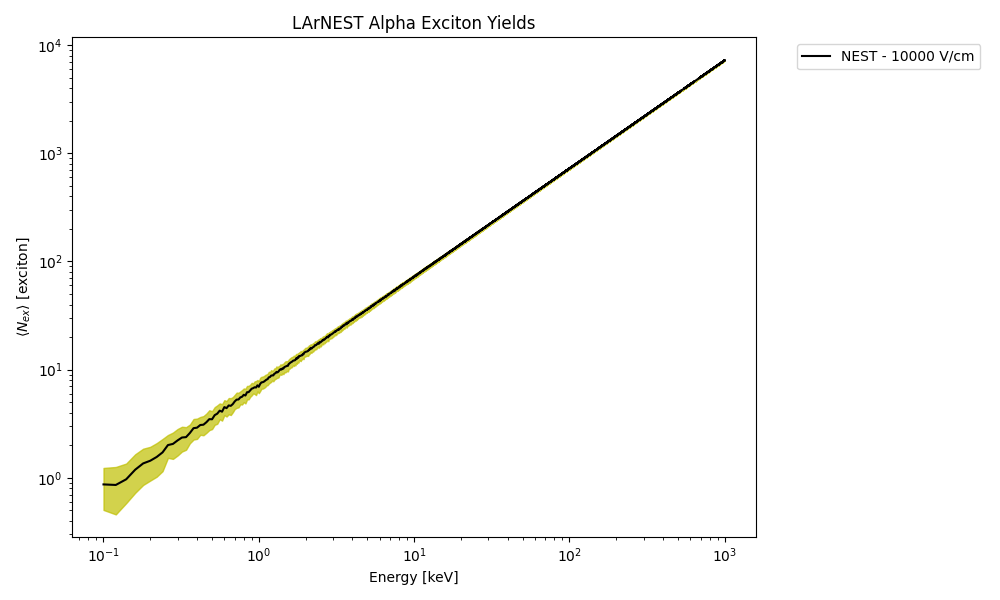 LArNEST Alpha Exciton Yields
NEST - 10000 V/cm
10⁴
10³
10²
10¹
10⁰
⟨Nₑₓ⟩ [exciton]
10⁻¹ 10⁰ 10¹ 10² 10³
Energy [keV]